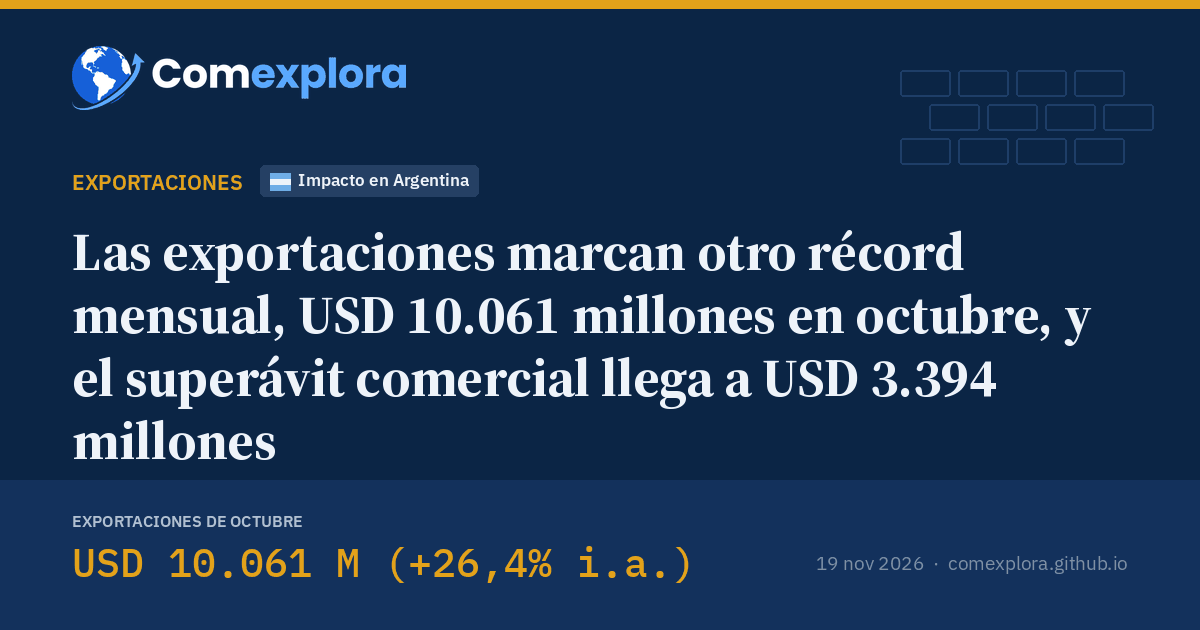 Comexplora
EXPORTACIONES
Impacto en Argentina
Las exportaciones marcan otro récord
mensual, USD 10.061 millones en octubre, y
el superávit comercial llega a USD 3.394
millones
EXPORTACIONES DE OCTUBRE
USD 10.061 M (+26,4% i.a.)
19 nov 2026 · comexplora.github.io